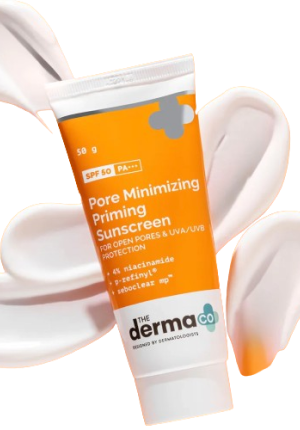 50 g
SPF 50 PA+++
Pore Minimizing
Priming
Sunscreen
FOR OPEN PORES & UVA/UVB
PROTECTION
• 4% niacinamide
• p-refinyl®
• seboclear mp™
THE
derma co
DESIGNED BY DERMATOLOGISTS